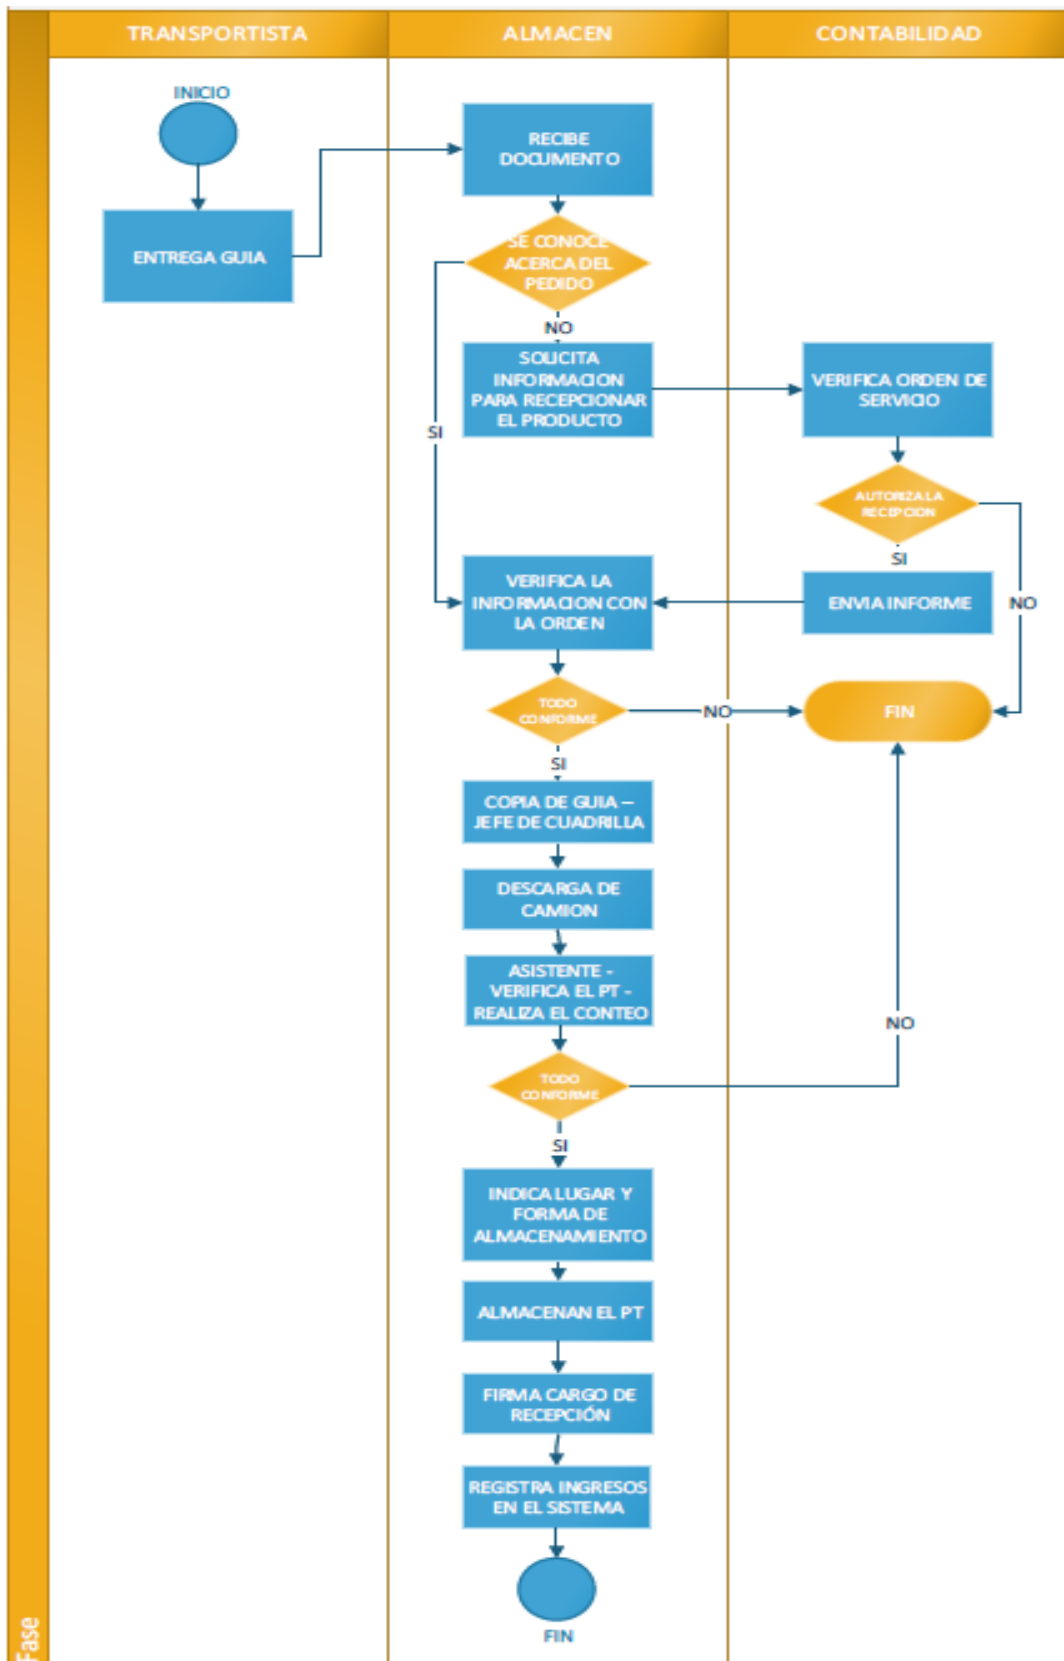 TRANSPORTISTA
ALMACEN
CONTABILIDAD
INICIO
ENTREGA GUIA
RECIBE
DOCUMENTO
SE CONOCE
ACERCA DEL
PEDIDO
NO
SI
SOLICITA
INFORMACION
PARA RECEPCIONAR
EL PRODUCTO
VERIFICA ORDEN DE
SERVICIO
AUTORIZA LA
RECEPCION
SI
NO
ENVIA INFORME
VERIFICA LA
INFORMACION CON
LA ORDEN
TODO
CONFORME
NO
FIN
SI
COPIA DE GUIA –
JEFE DE CUADRILLA
DESCARGA DE
CAMION
ASISTENTE -
VERIFICA EL PT -
REALIZA EL CONTEO
TODO
CONFORME
NO
SI
INDICA LUGAR Y
FORMA DE
ALMACENAMIENTO
ALMACENAN EL PT
FIRMA CARGO DE
RECEPCIÓN
REGISTRA INGRESOS
EN EL SISTEMA
FIN
Fase